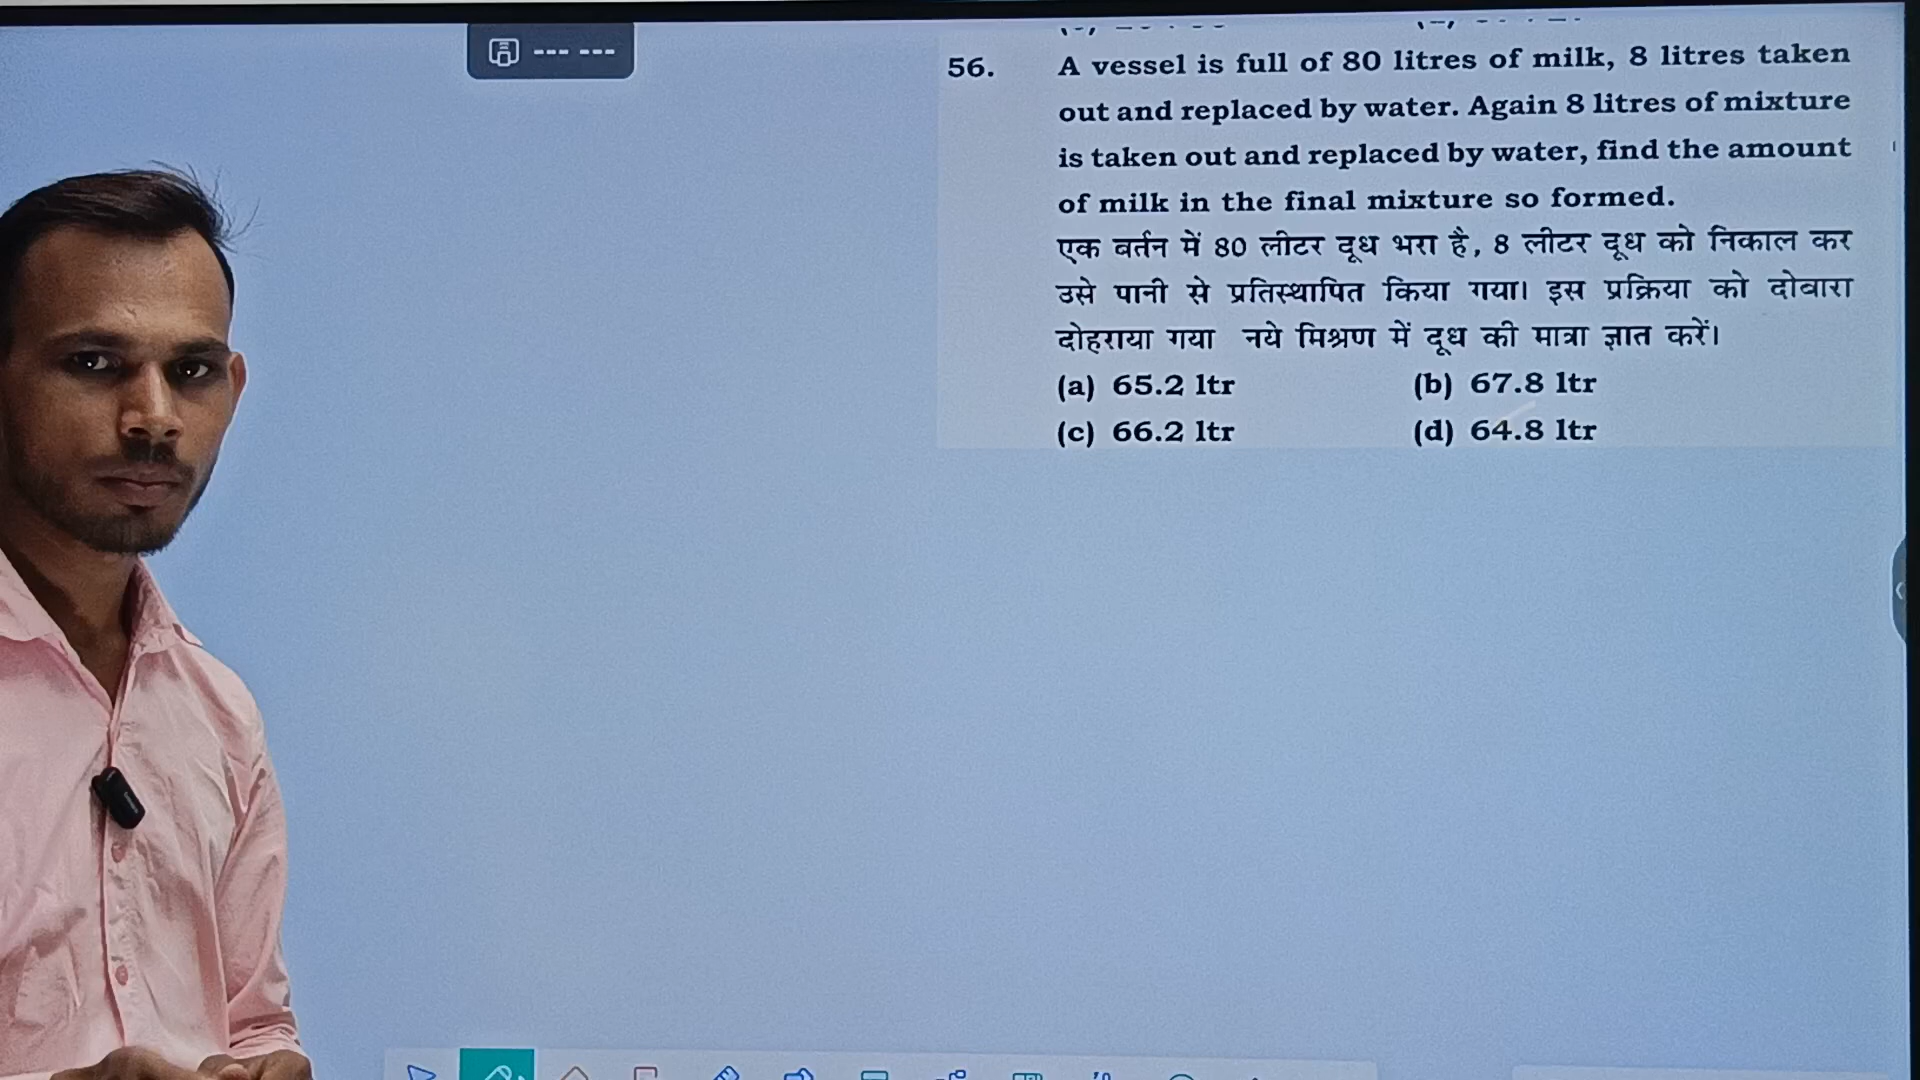 56. A vessel is full of 80 litres of milk, 8 litres taken
out and replaced by water. Again 8 litres of mixture
is taken out and replaced by water, find the amount
of milk in the final mixture so formed.
एक बर्तन में 80 लीटर दूध भरा है, 8 लीटर दूध को निकाल कर
उसे पानी से प्रतिस्थापित किया गया। इस प्रक्रिया को दोबारा
दोहराया गया नये मिश्रण में दूध की मात्रा ज्ञात करें।
(a) 65.2 ltr (b) 67.8 ltr
(c) 66.2 ltr (d) 64.8 ltr